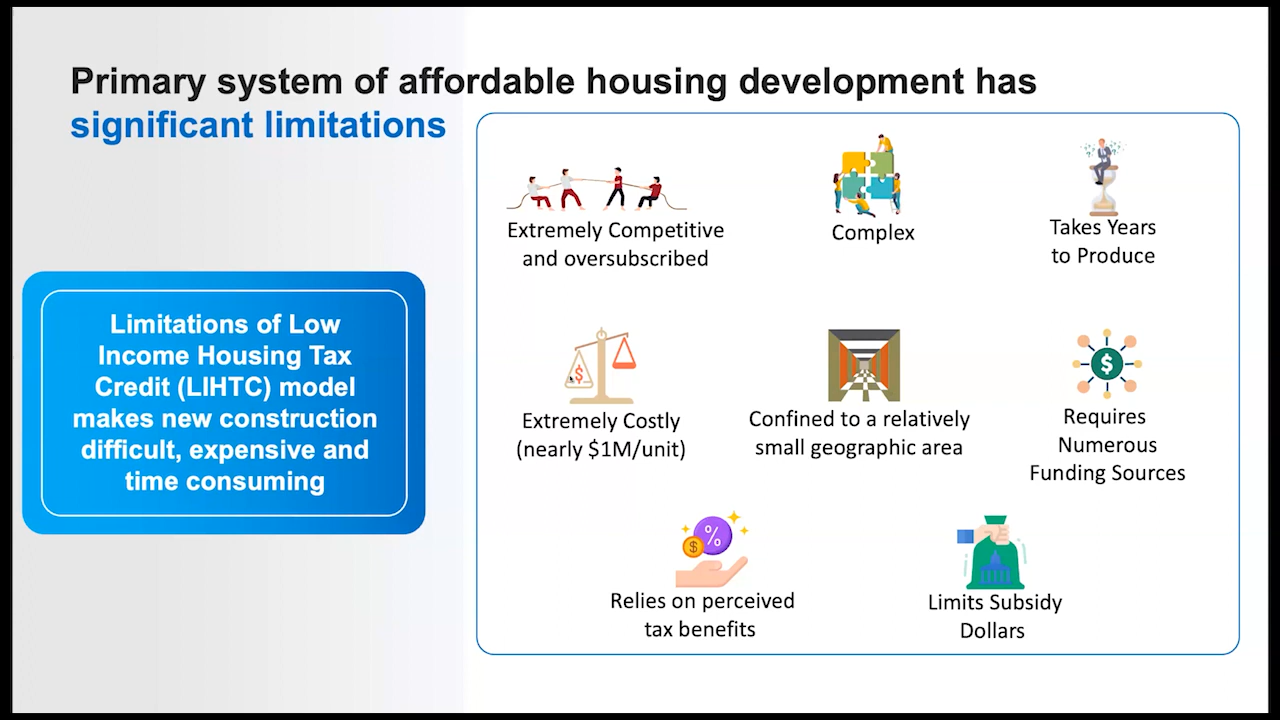 Primary system of affordable housing development has
significant limitations
Limitations of Low
Income Housing Tax
Credit (LIHTC) model
makes new construction
difficult, expensive and
time consuming
Extremely Competitive
and oversubscribed
Complex
Takes Years
to Produce
$
Extremely Costly
(nearly $1M/unit)
Confined to a relatively
small geographic area
$
Requires
Numerous
Funding Sources
%
$
Relies on perceived
tax benefits
Limits Subsidy
Dollars